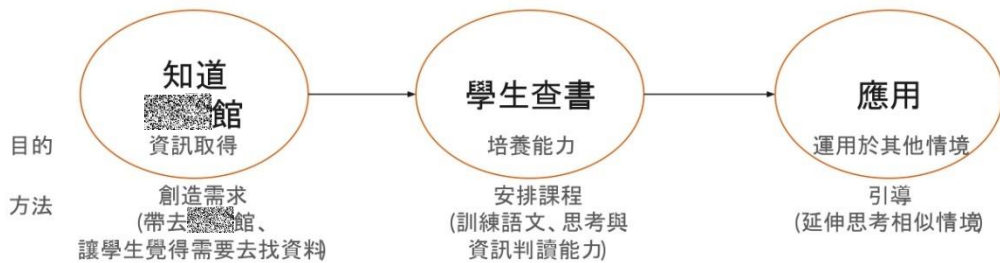 知道
館
學生查書
應用
目的
資訊取得
培養能力
運用於其他情境
方法
創造需求
(帶去館、
讓學生覺得需要去找資料)
安排課程
(訓練語文、思考與
資訊判讀能力)
引導
(延伸思考相似情境)